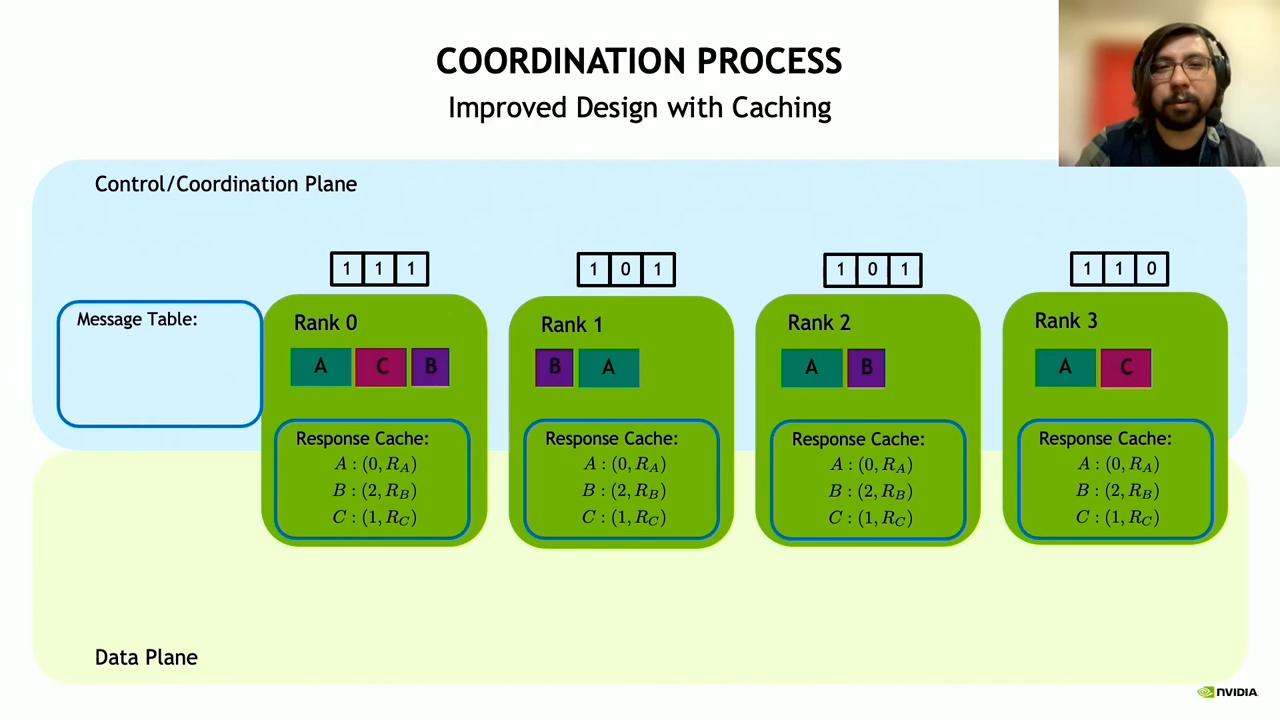 COORDINATION PROCESS
Improved Design with Caching
Control/Coordination Plane
1 1 1
1 0 1
1 0 1
1 1 0
Message Table:
Rank 0
A C B
Response Cache:
A : (0, R_A)
B : (2, R_B)
C : (1, R_C)
Rank 1
B A
Response Cache:
A : (0, R_A)
B : (2, R_B)
C : (1, R_C)
Rank 2
A B
Response Cache:
A : (0, R_A)
B : (2, R_B)
C : (1, R_C)
Rank 3
A C
Response Cache:
A : (0, R_A)
B : (2, R_B)
C : (1, R_C)
Data Plane
NVIDIA